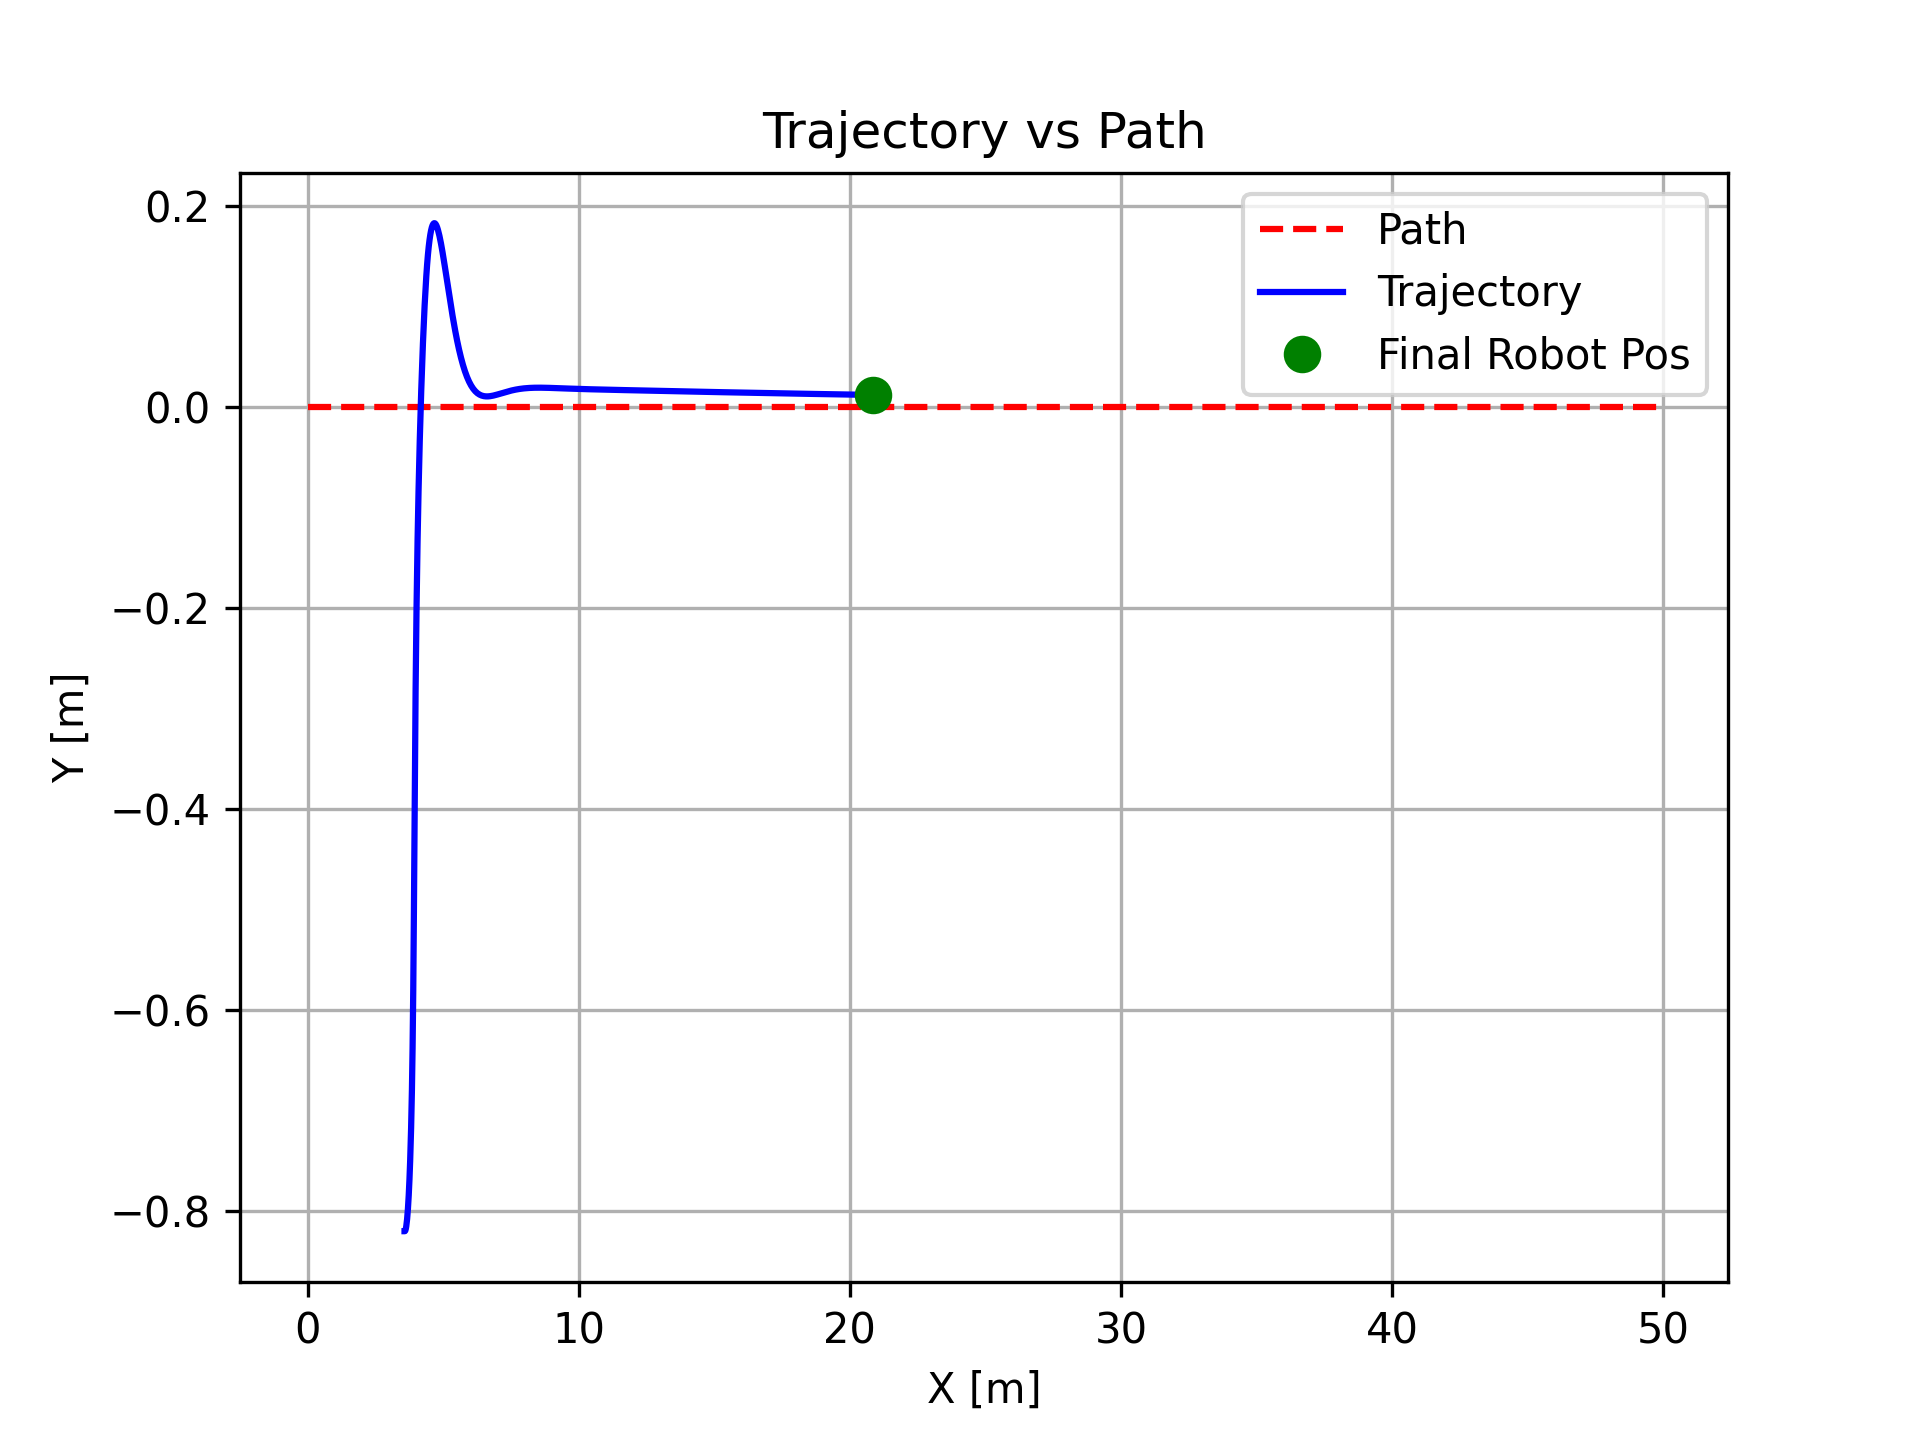 Trajectory vs Path
0.2
0.0
−0.2
−0.4
−0.6
−0.8
Y [m]
Path
Trajectory
Final Robot Pos
0 10 20 30 40 50
X [m]